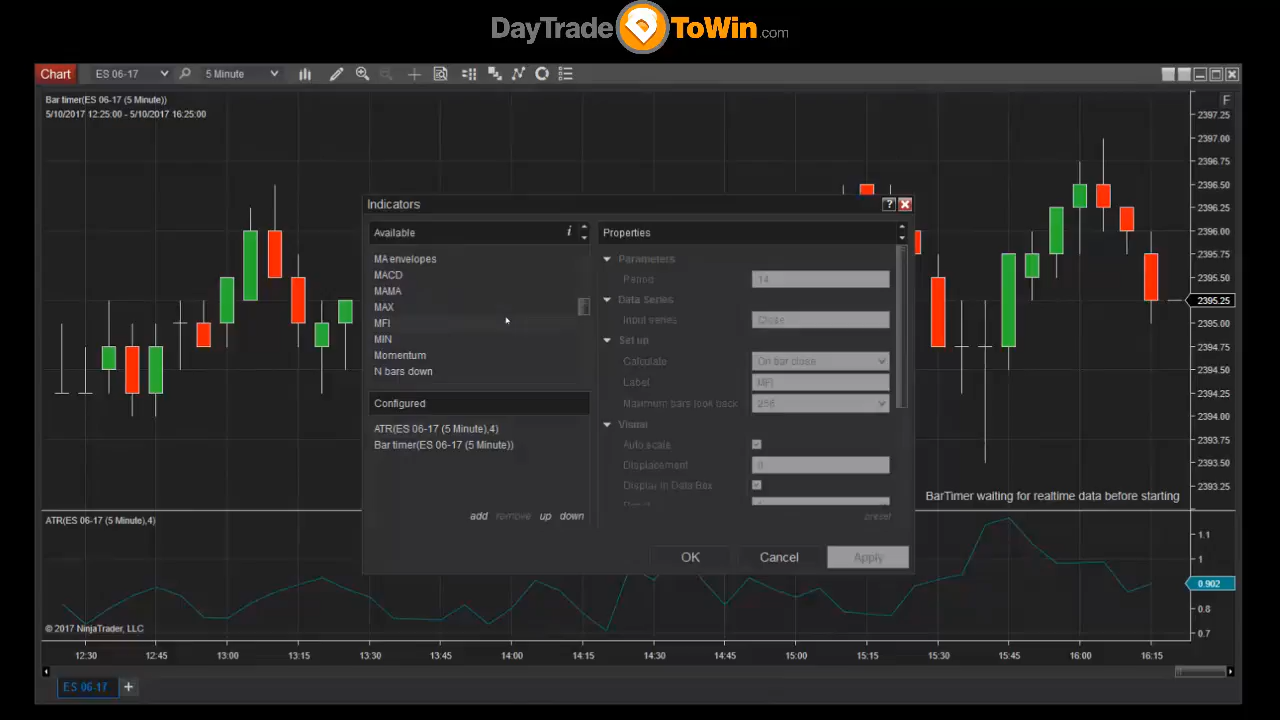 DayTradeToWin.com
Chart ES 06-17 5 Minute
Bar timer(ES 06-17 (5 Minute))
5/10/2017 12:25:00 - 5/10/2017 16:25:00
F
2397.25
2397.00
2396.75
2396.50
2396.25
2396.00
2395.75
2395.50
2395.25
2395.00
2394.75
2394.50
2394.25
2394.00
2393.75
2393.50
2393.25
Indicators ?
Available i
MA envelopes
MACD
MAMA
MAX
MFI
MIN
Momentum
N bars down
Configured
ATR(ES 06-17 (5 Minute),4)
Bar timer(ES 06-17 (5 Minute))
add remove up down
Properties
Parameters
Period 14
Data Series
Input series Close
Set up
Calculate On bar close
Label MFI
Maximum bars look back 256
Visual
Auto scale
Displacement 0
Display in Data Box
preset
OK Cancel Apply
BarTimer waiting for realtime data before starting
ATR(ES 06-17 (5 Minute),4)
1.1
1
0.902
0.8
0.7
© 2017 NinjaTrader, LLC
12:30 12:45 13:00 13:15 13:30 13:45 14:00 14:15 14:30 14:45 15:00 15:15 15:30 15:45 16:00 16:15
ES 06-17 +